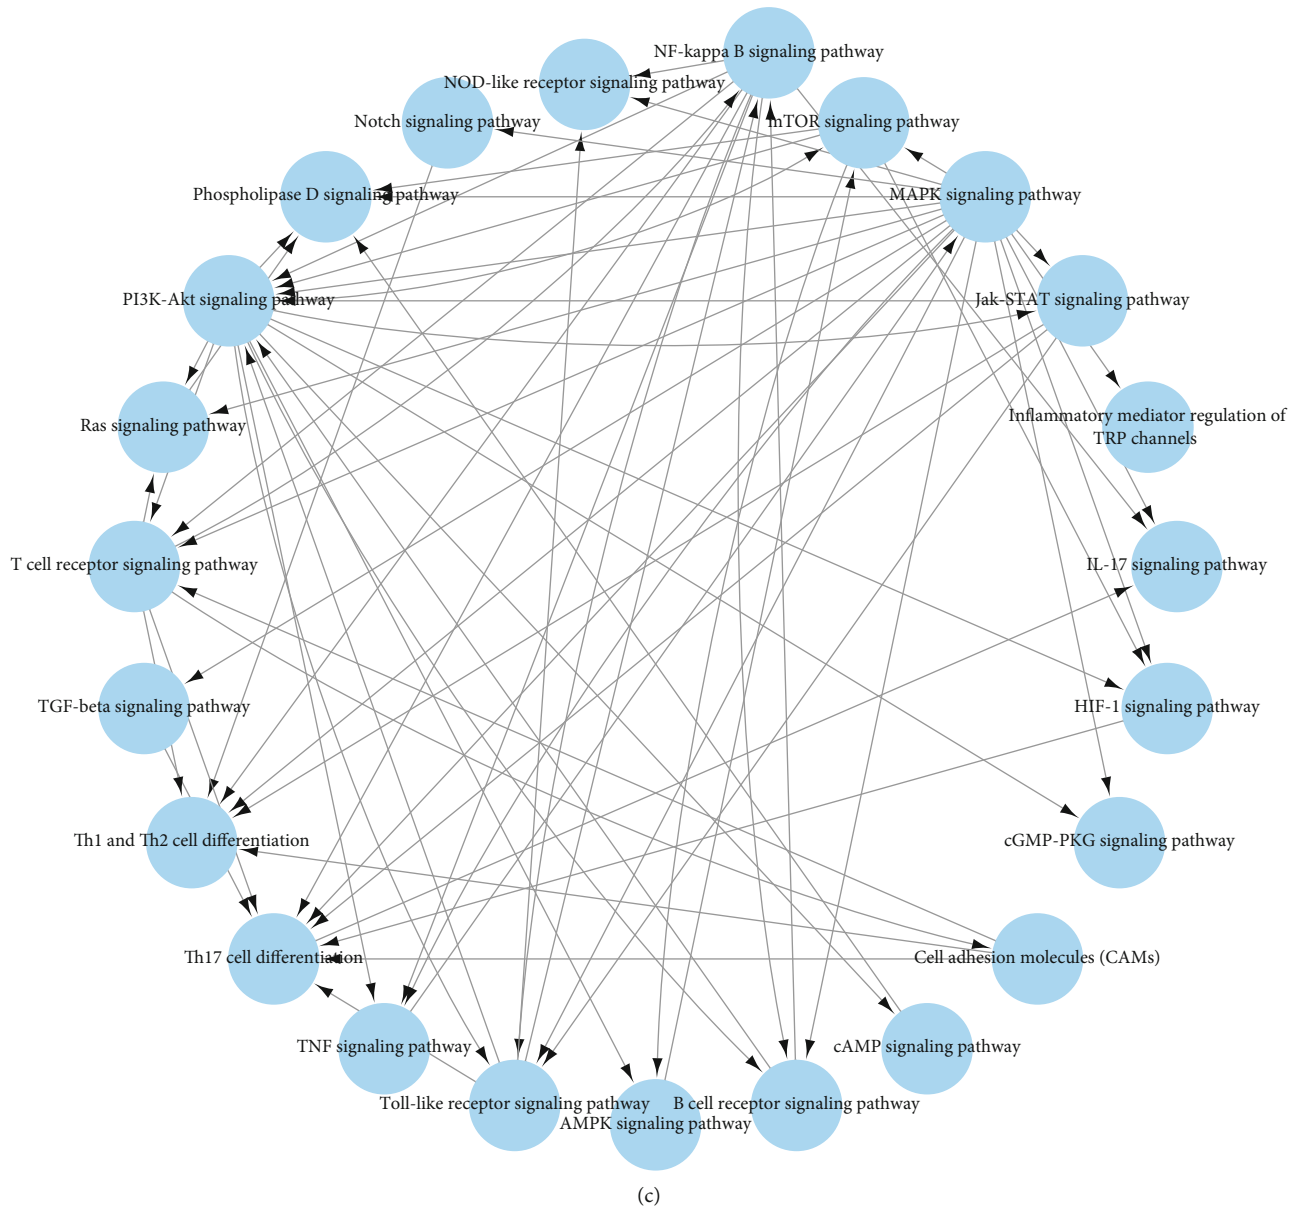 NF-kappa B signaling pathway
NOD-like receptor signaling pathway
Notch signaling pathway
mTOR signaling pathway
Phospholipase D signaling pathway
MAPK signaling pathway
PI3K-Akt signaling pathway
Jak-STAT signaling pathway
Ras signaling pathway
Inflammatory mediator regulation of
TRP channels
T cell receptor signaling pathway
IL-17 signaling pathway
TGF-beta signaling pathway
HIF-1 signaling pathway
Th1 and Th2 cell differentiation
cGMP-PKG signaling pathway
Th17 cell differentiation
Cell adhesion molecules (CAMs)
TNF signaling pathway
cAMP signaling pathway
Toll-like receptor signaling pathway
B cell receptor signaling pathway
AMPK signaling pathway
(c)